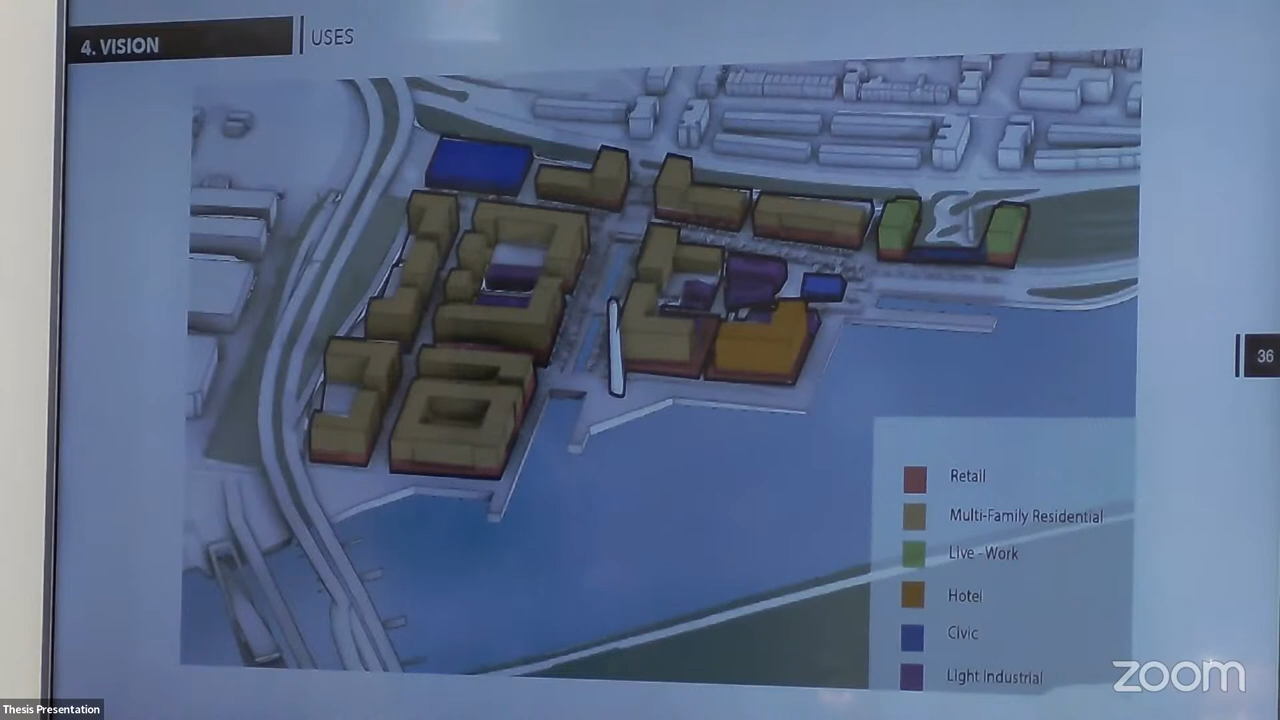 4. VISION
USES
36
Retail
Multi-Family Residential
Live -Work
Hotel
Civic
Light Industrial
zoom
Thesis Presentation